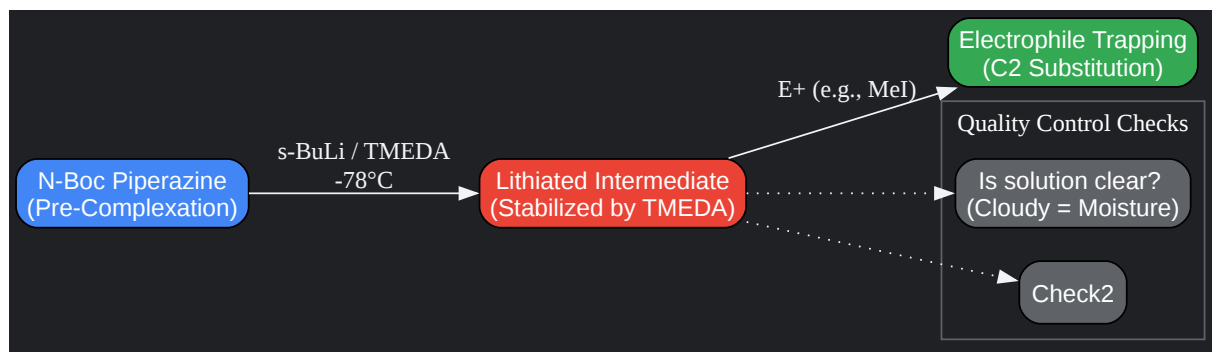 N-Boc Piperazine
(Pre-Complexation)
s-BuLi / TMEDA
-78°C
Lithiated Intermediate
(Stabilized by TMEDA)
E+ (e.g., MeI)
Electrophile Trapping
(C2 Substitution)
Quality Control Checks
Is solution clear?
(Cloudy = Moisture)
Check2